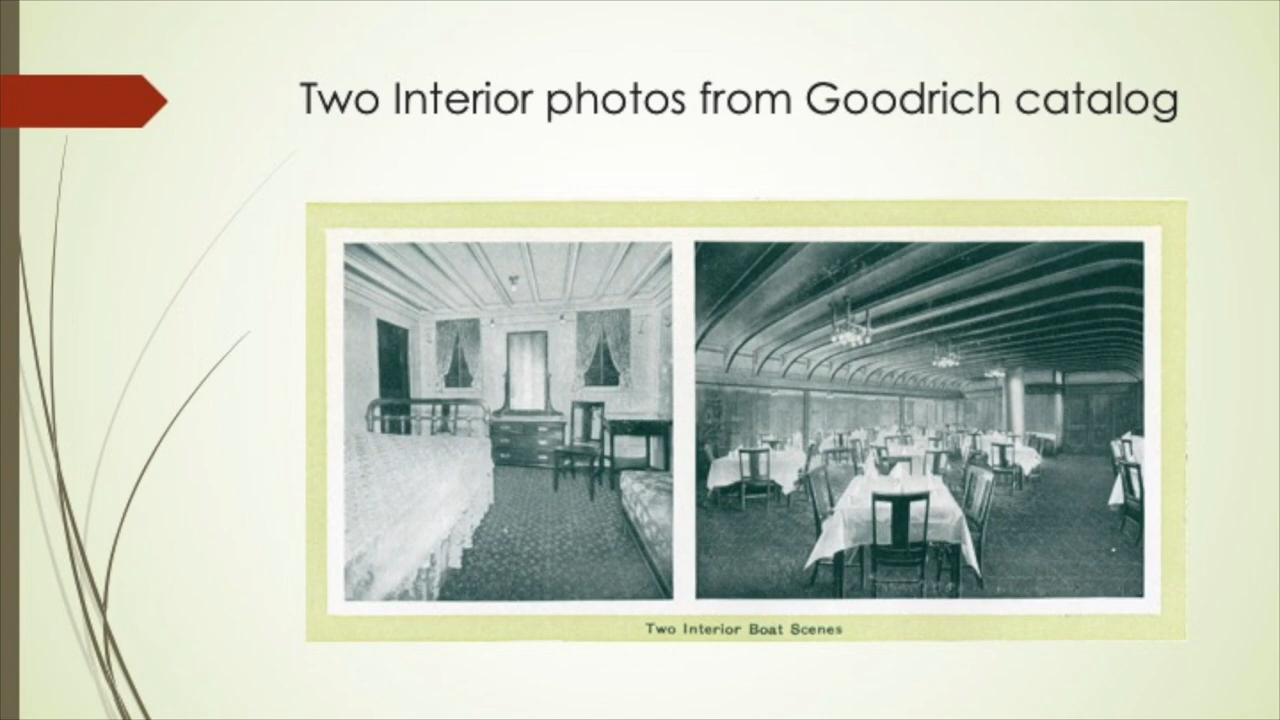 Two Interior photos from Goodrich catalog
Two Interior Boat Scenes